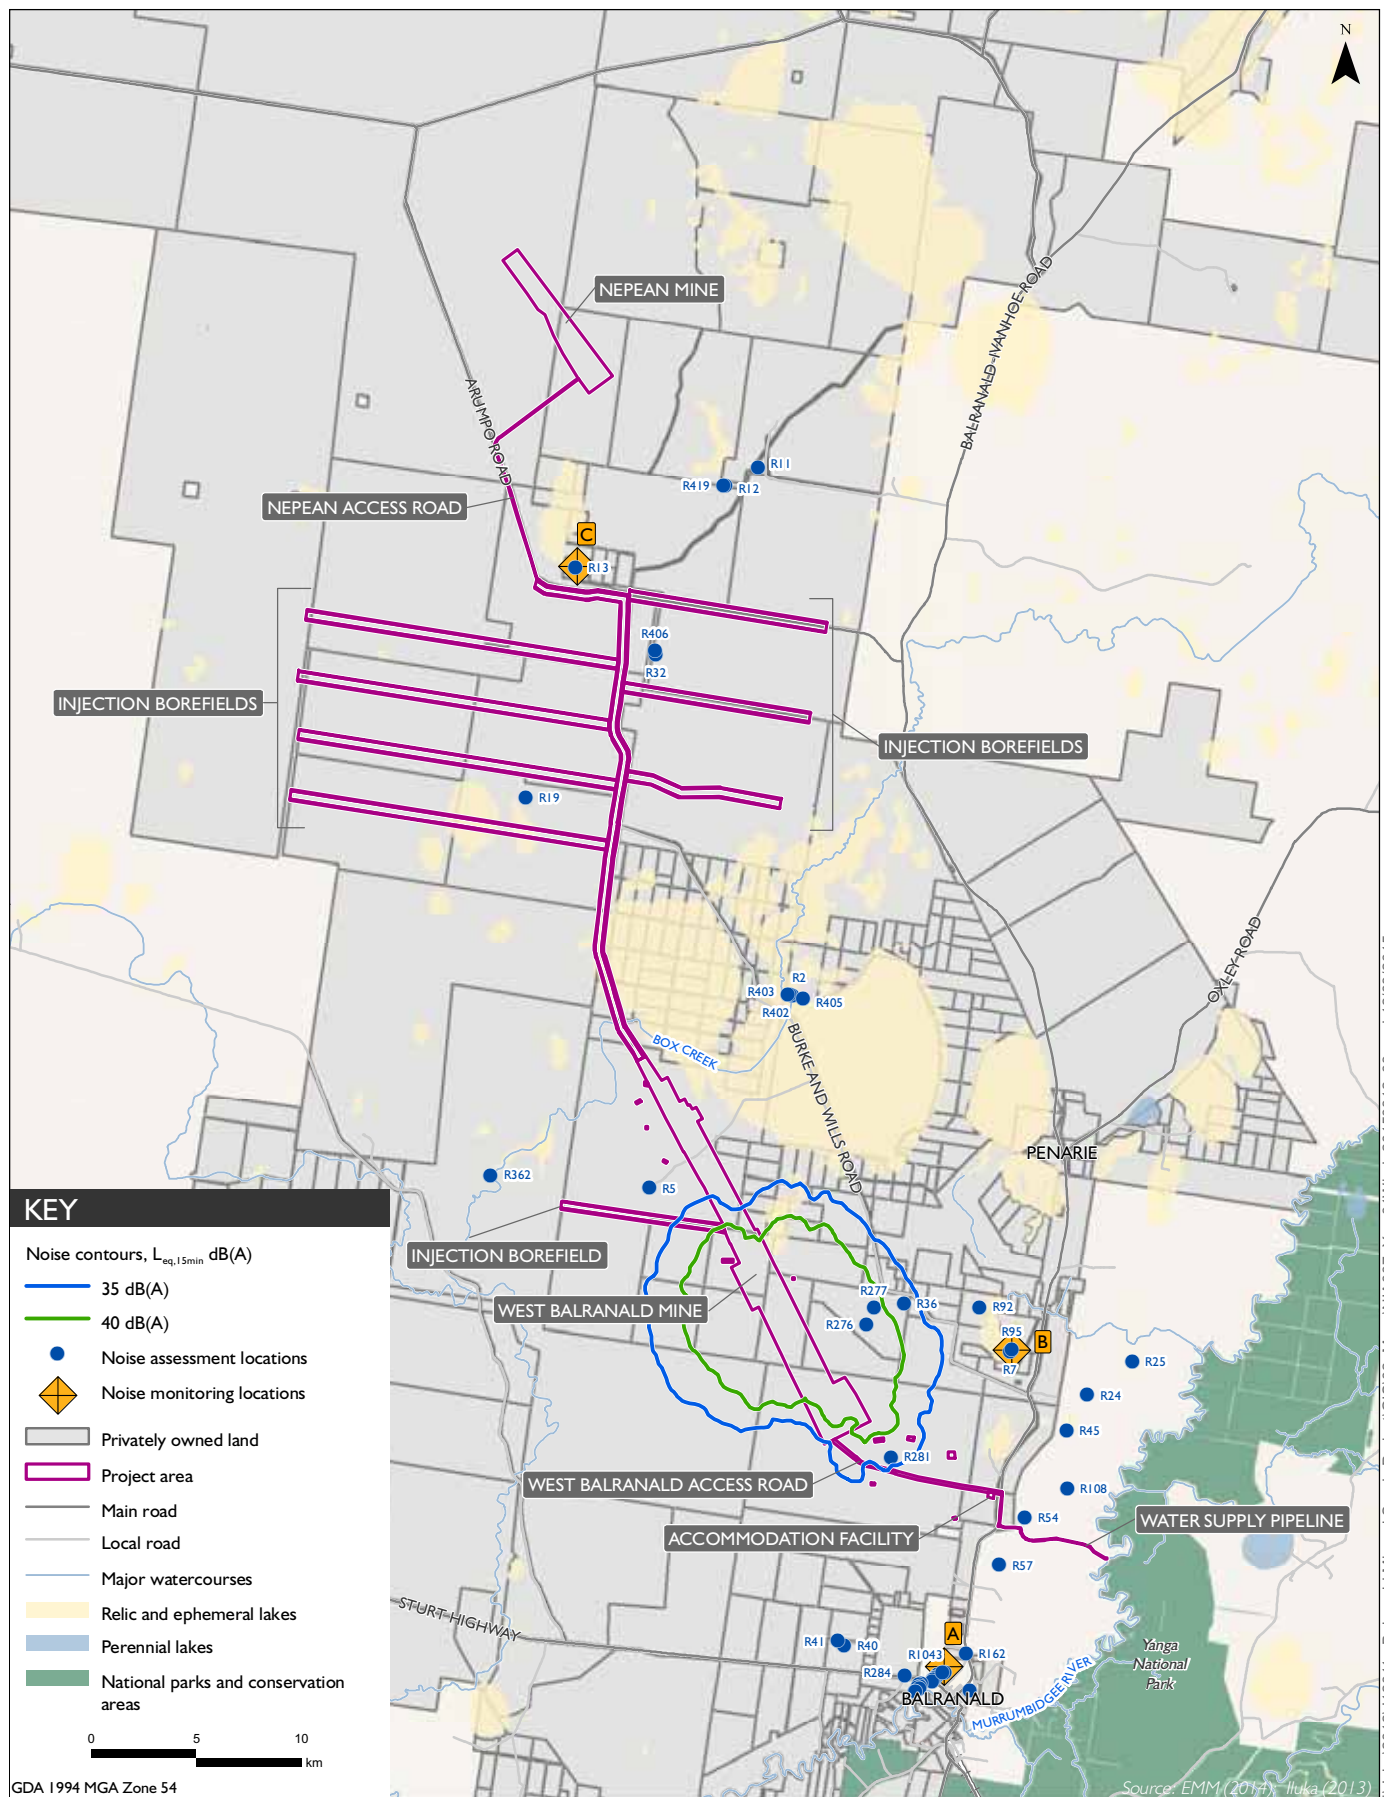 N
NEPEAN MINE
BALRANALD-IVANHOE ROAD
ARUMPO ROAD
R11
R419
R12
NEPEAN ACCESS ROAD
C
R13
R406
R32
INJECTION BOREFIELDS
INJECTION BOREFIELDS
R19
OXLEY ROAD
R2
R403
R405
R402
BOX CREEK
BURKE AND WILLS ROAD
PENARIE
R362
R5
INJECTION BOREFIELD
R277
R36
R92
WEST BALRANALD MINE
R276
R95
B
R7
R25
R24
R45
R281
WEST BALRANALD ACCESS ROAD
R108
R54
WATER SUPPLY PIPELINE
ACCOMMODATION FACILITY
R57
STURT HIGHWAY
A
R41
R40
R1043
R162
R284
BALRANALD
MURRUMBIDGEE RIVER
Yanga
National
Park
KEY
Noise contours, Leq,15min dB(A)
35 dB(A)
40 dB(A)
Noise assessment locations
Noise monitoring locations
Privately owned land
Project area
Main road
Local road
Major watercourses
Relic and ephemeral lakes
Perennial lakes
National parks and conservation
areas
0 5 10
km
GDA 1994 MGA Zone 54
Source: EMM (2014); Iluka (2013)